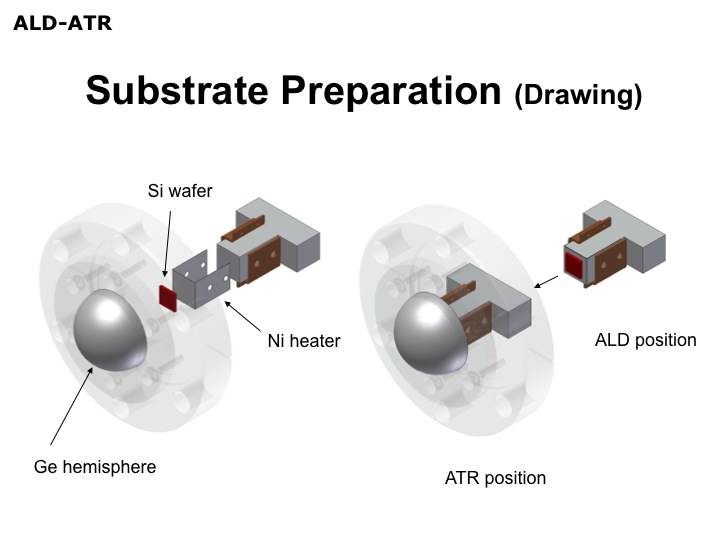 ALD-ATR
Substrate Preparation (Drawing)
Si wafer
Ni heater
ALD position
Ge hemisphere
ATR position